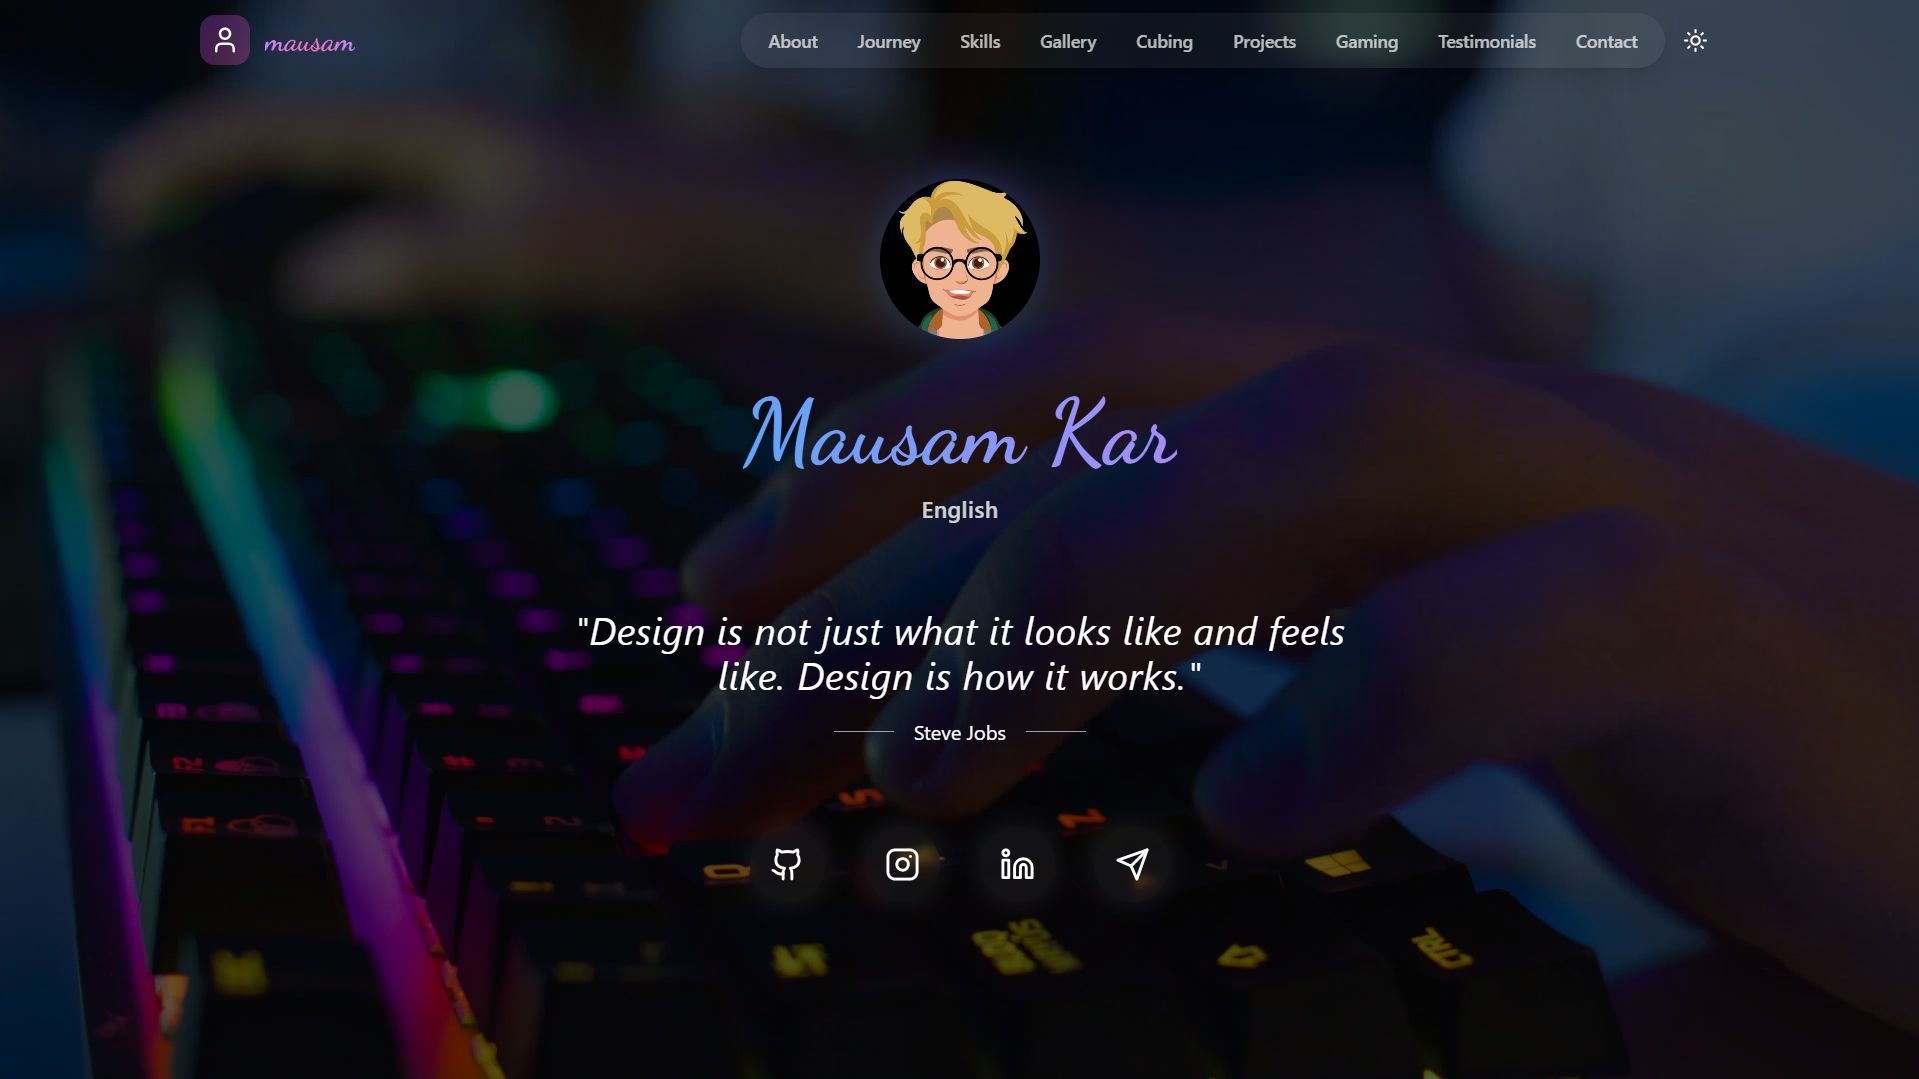 mausam
About Journey Skills Gallery Cubing Projects Gaming Testimonials Contact
Mausam Kar
English
"Design is not just what it looks like and feels
like. Design is how it works."
Steve Jobs
CTRL